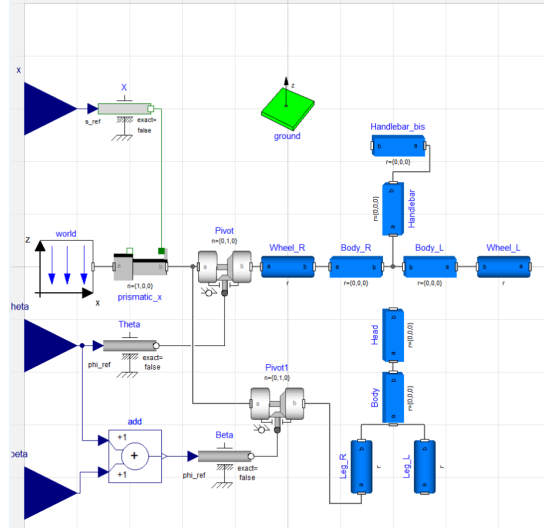 x
X
s_ref
exact=
false
z
ground
Handlebar_bis
b
a
r={0,0,0}
Handlebar
r={0,0,0}
world
z
x
a
b
n={1,0,0}
prismatic_x
Pivot
n={0,1,0}
a
b
Wheel_R
a
b
r
Body_R
a
b
r={0,0,0}
Body_L
b
a
r={0,0,0}
Wheel_L
b
a
r
heta
Theta
phi_ref
exact=
false
Head
r={0,0,0}
Pivot1
n={0,1,0}
a
b
Body
r={0,0,0}
add
+1
+
+1
Beta
phi_ref
exact=
false
beta
Leg_R
r
Leg_L
r